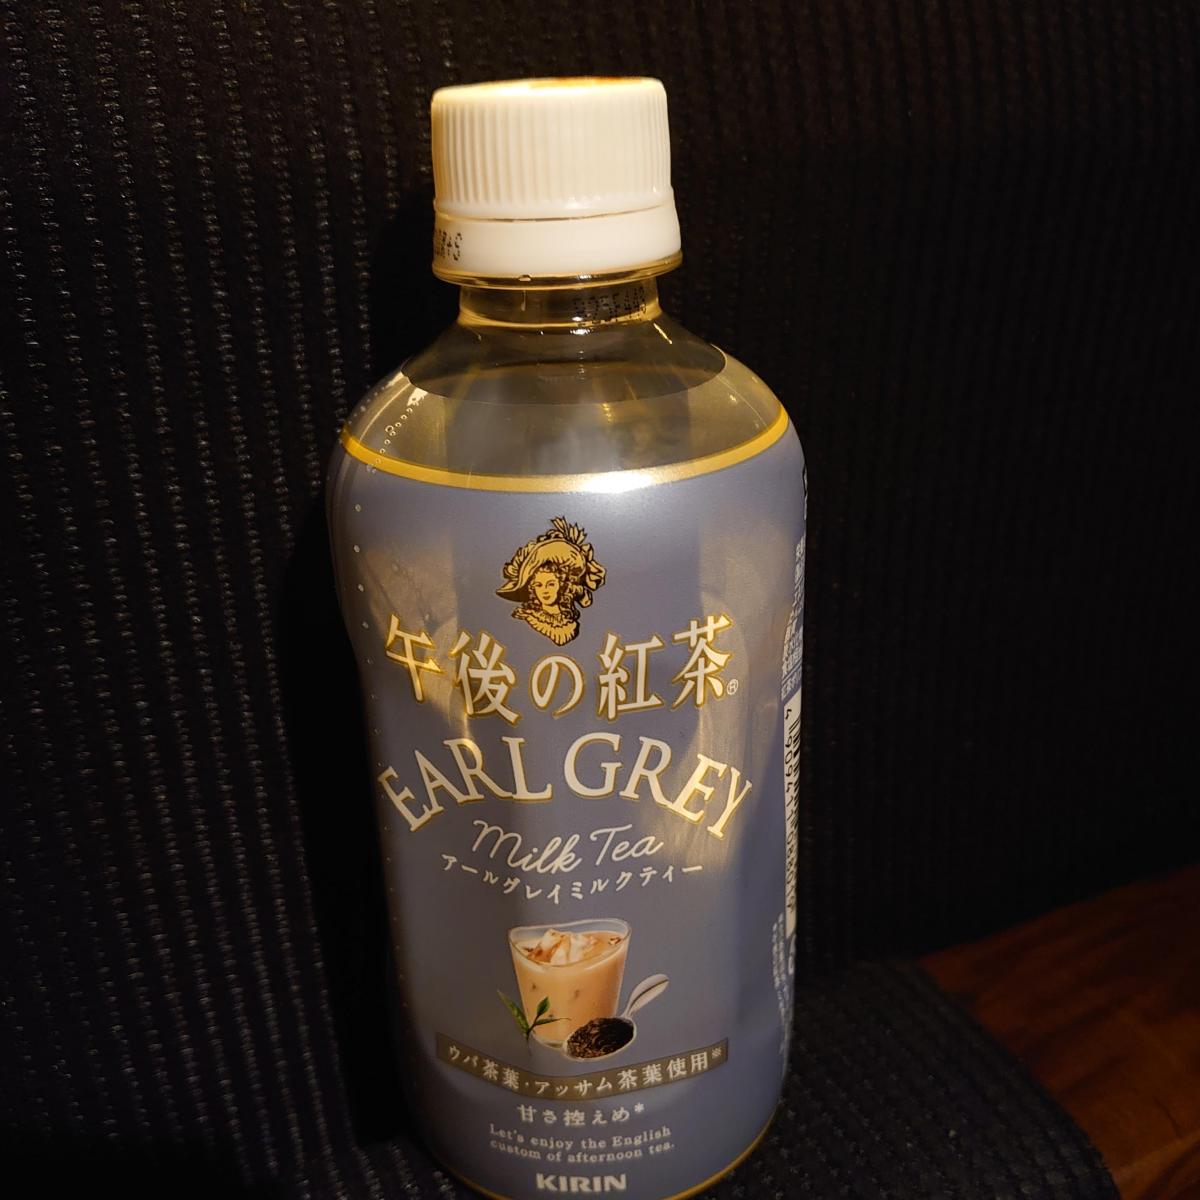 午後の紅茶®
EARL GREY
Milk Tea
アールグレイミルクティー
ウバ茶葉・アッサム茶葉使用※
甘さ控えめ*
Let's enjoy the English
custom of afternoon tea.
KIRIN